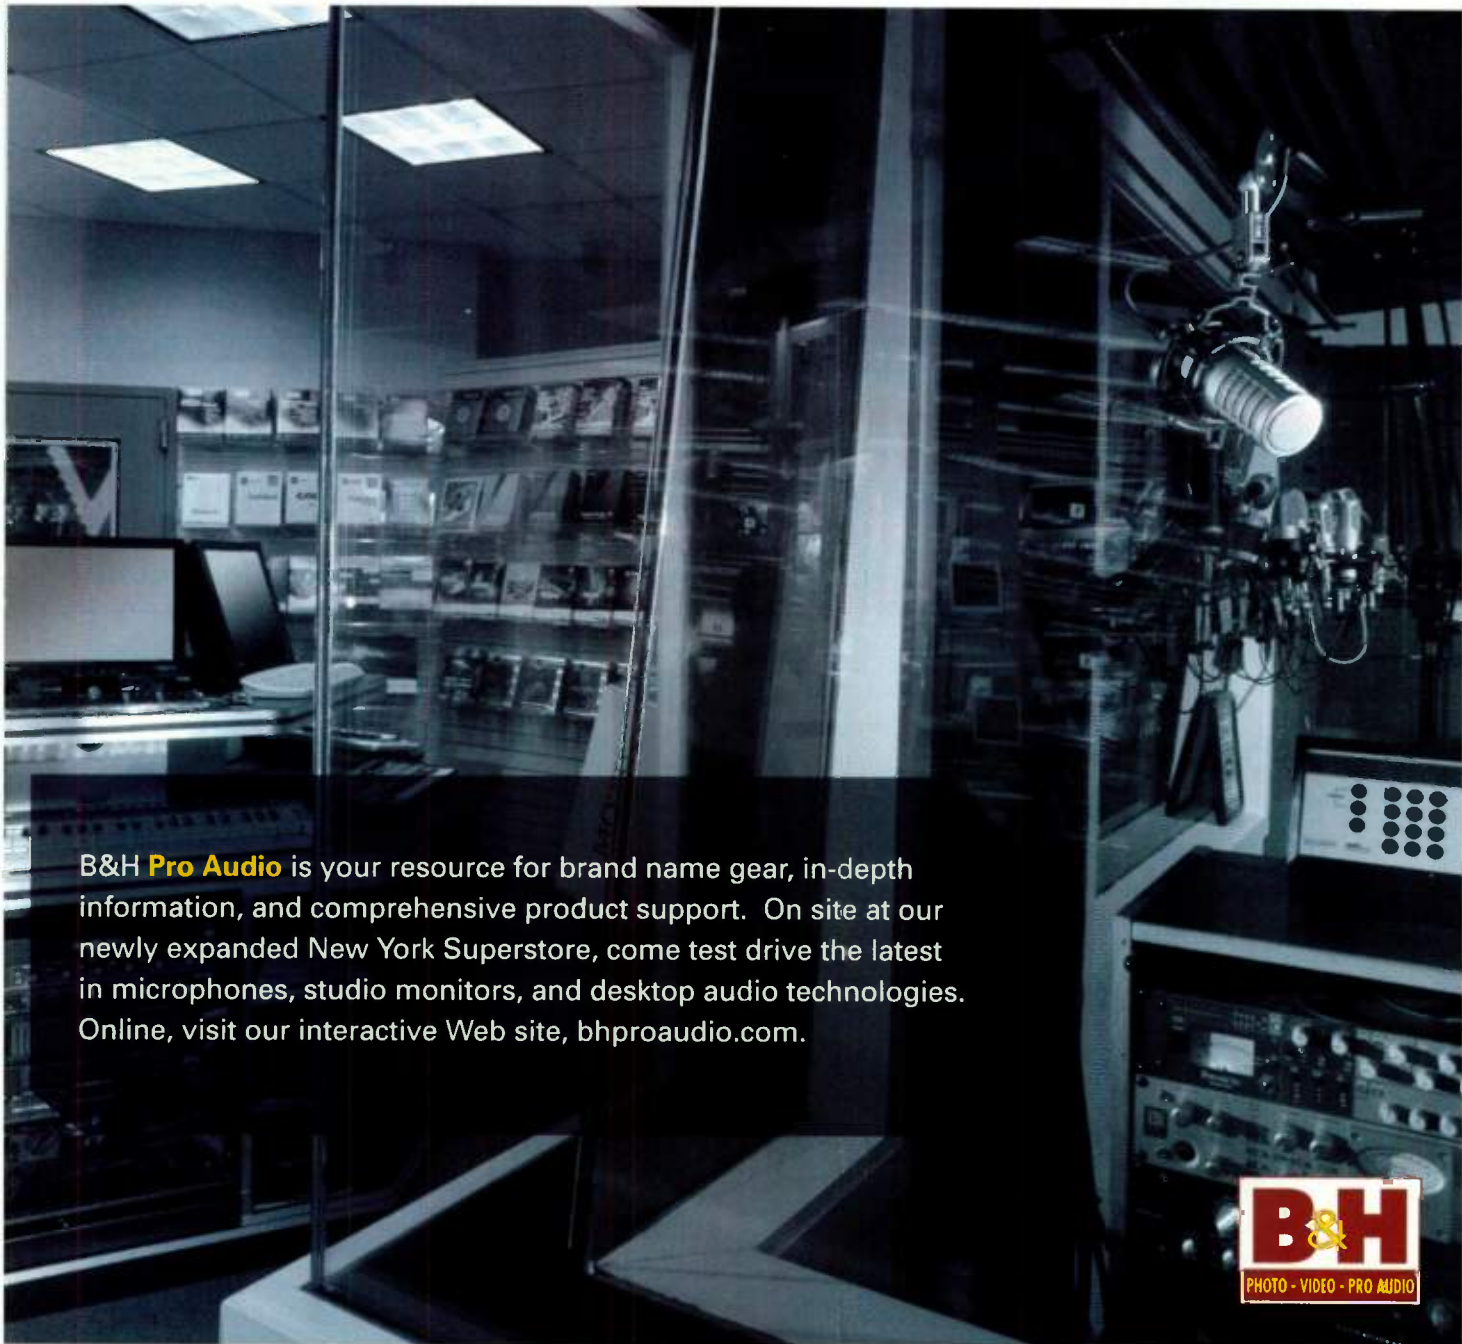 B&H Pro Audio is your resource for brand name gear, in-depth
information, and comprehensive product support. On site at our
newly expanded New York Superstore, come test drive the latest
in microphones, studio monitors, and desktop audio technologies.
Online, visit our interactive Web site, bhproaudio.com.
B&H
PHOTO - VIDEO - PRO AUDIO